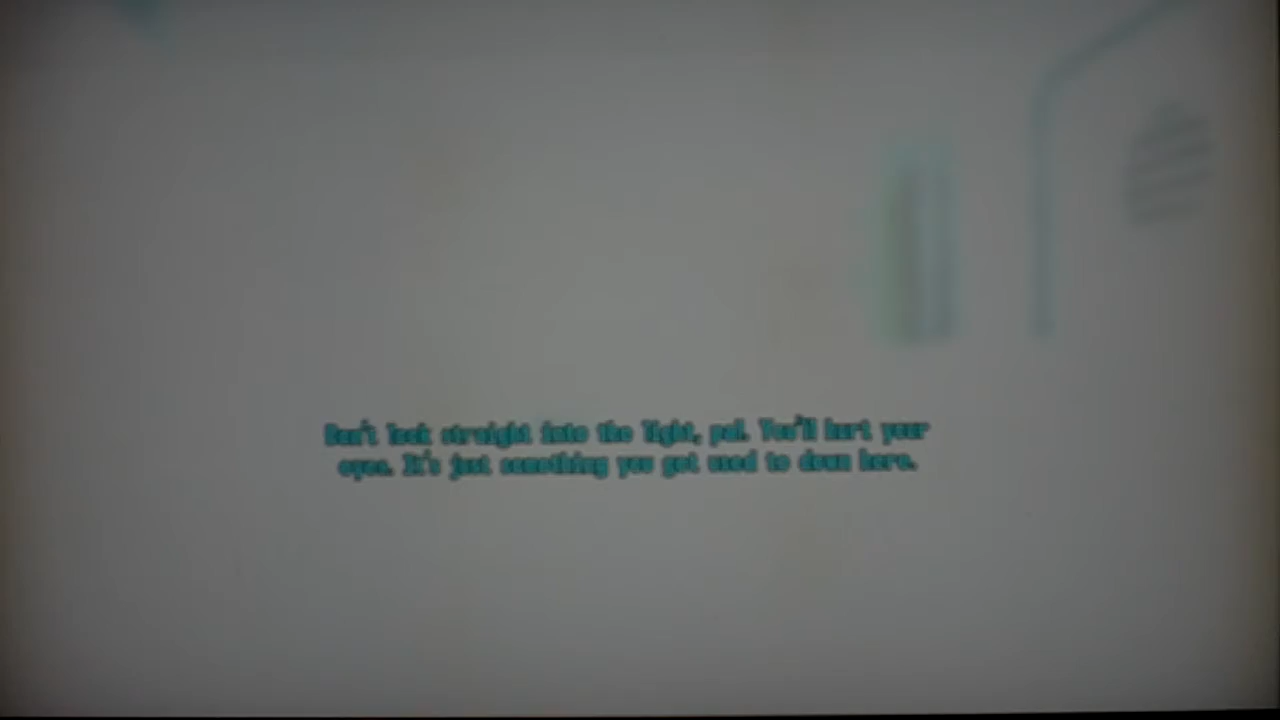 Don't look straight into the light, pal. You'll hurt your
eyes. It's just something you get used to down here.